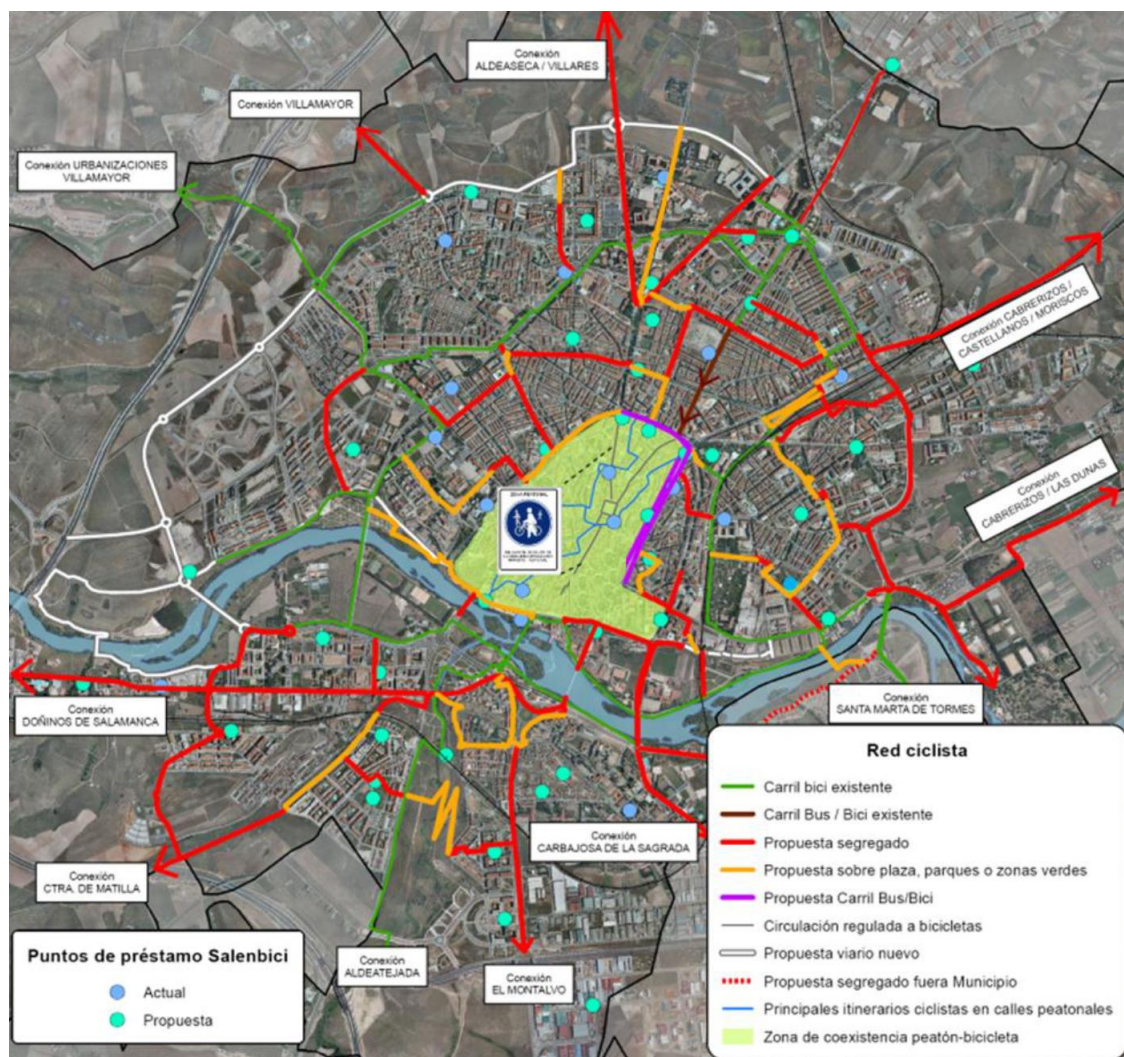 Conexión
ALDEASECA / VILLARES
Conexión VILLAMAYOR
Conexión URBANIZACIONES
VILLAMAYOR
Conexión CABRERIZOS /
CASTELLANOS / MORISCOS
Conexión
CABRERIZOS / LAS DUNAS
ZONA PEATONAL
Conexión
DOÑINOS DE SALAMANCA
Conexión
SANTA MARTA DE TORMES
Conexión
CARBAJOSA DE LA SAGRADA
Conexión
CTRA. DE MATILLA
Conexión
ALDEATEJADA
Conexión
EL MONTALVO
Puntos de préstamo Salenbici
Actual
Propuesta
Red ciclista
Carril bici existente
Carril Bus / Bici existente
Propuesta segregado
Propuesta sobre plaza, parques o zonas verdes
Propuesta Carril Bus/Bici
Circulación regulada a bicicletas
Propuesta viario nuevo
Propuesta segregado fuera Municipio
Principales itinerarios ciclistas en calles peatonales
Zona de coexistencia peatón-bicicleta